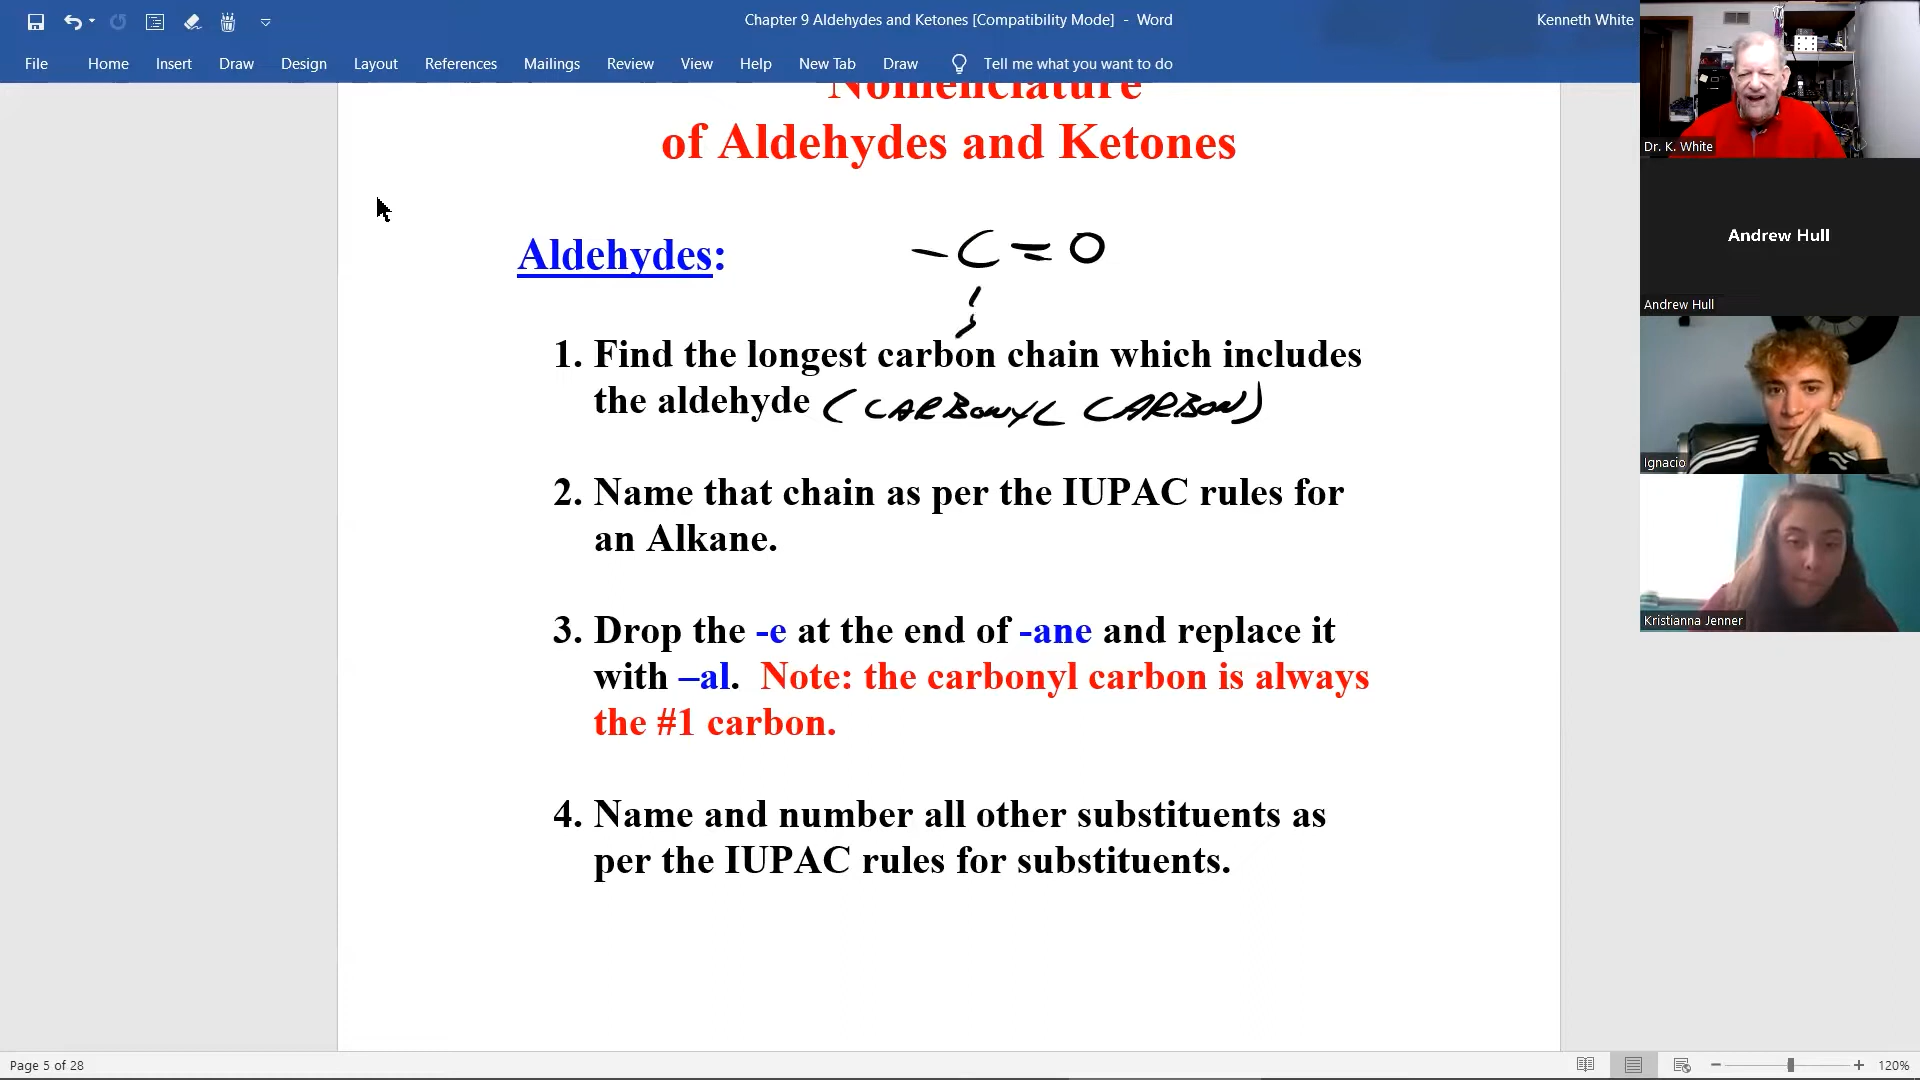 Chapter 9 Aldehydes and Ketones [Compatibility Mode] - Word
Kenneth White
File Home Insert Draw Design Layout References Mailings Review View Help New Tab Draw Tell me what you want to do
Nomenclature
of Aldehydes and Ketones
Aldehydes:
-C=O
1. Find the longest carbon chain which includes
the aldehyde (CARBONYL CARBON)
2. Name that chain as per the IUPAC rules for
an Alkane.
3. Drop the -e at the end of -ane and replace it
with –al. Note: the carbonyl carbon is always
the #1 carbon.
4. Name and number all other substituents as
per the IUPAC rules for substituents.
Dr. K. White
Andrew Hull
Andrew Hull
Ignacio
Kristianna Jenner
Page 5 of 28
120%